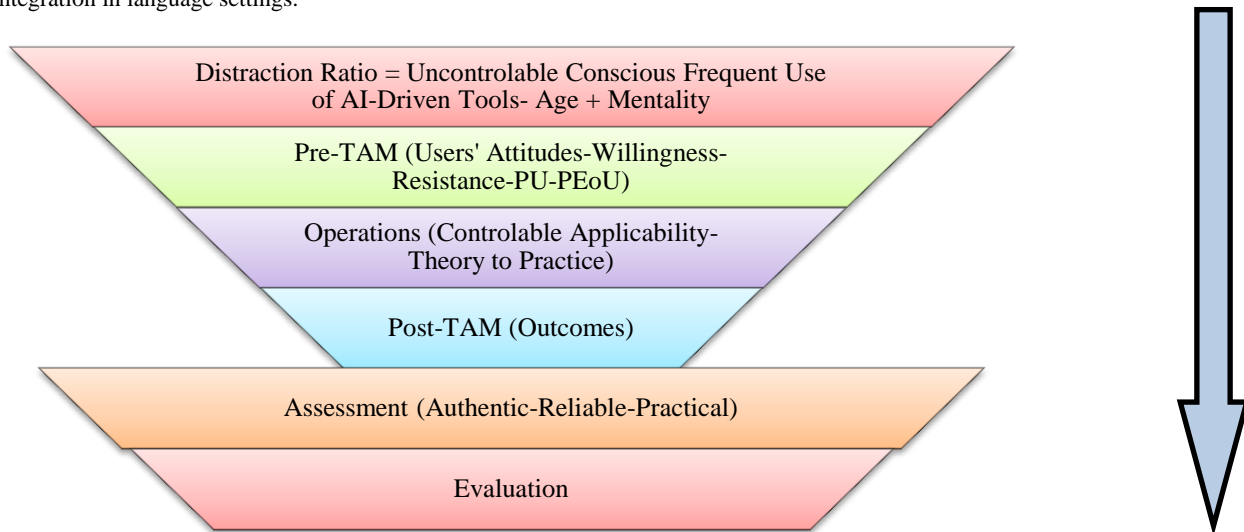 integration in language settings.
Distraction Ratio = Uncontrolable Conscious Frequent Use
of AI-Driven Tools- Age + Mentality
Pre-TAM (Users' Attitudes-Willingness-
Resistance-PU-PEoU)
Operations (Controlable Applicability-
Theory to Practice)
Post-TAM (Outcomes)
Assessment (Authentic-Reliable-Practical)
Evaluation